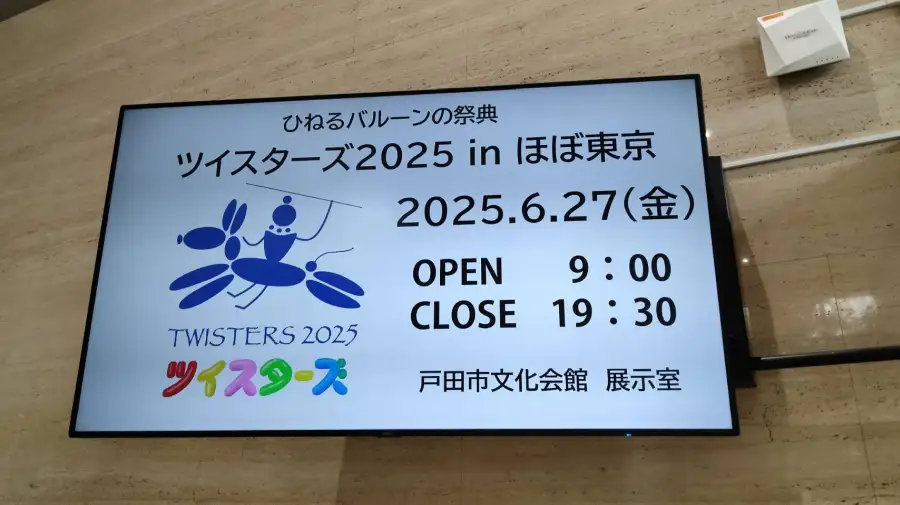 ひねるバルーンの祭典
ツイスターズ2025 in ほぼ東京
2025.6.27(金)
OPEN 9：00
CLOSE 19：30
TWISTERS 2025
ツイスターズ
戸田市文化会館 展示室